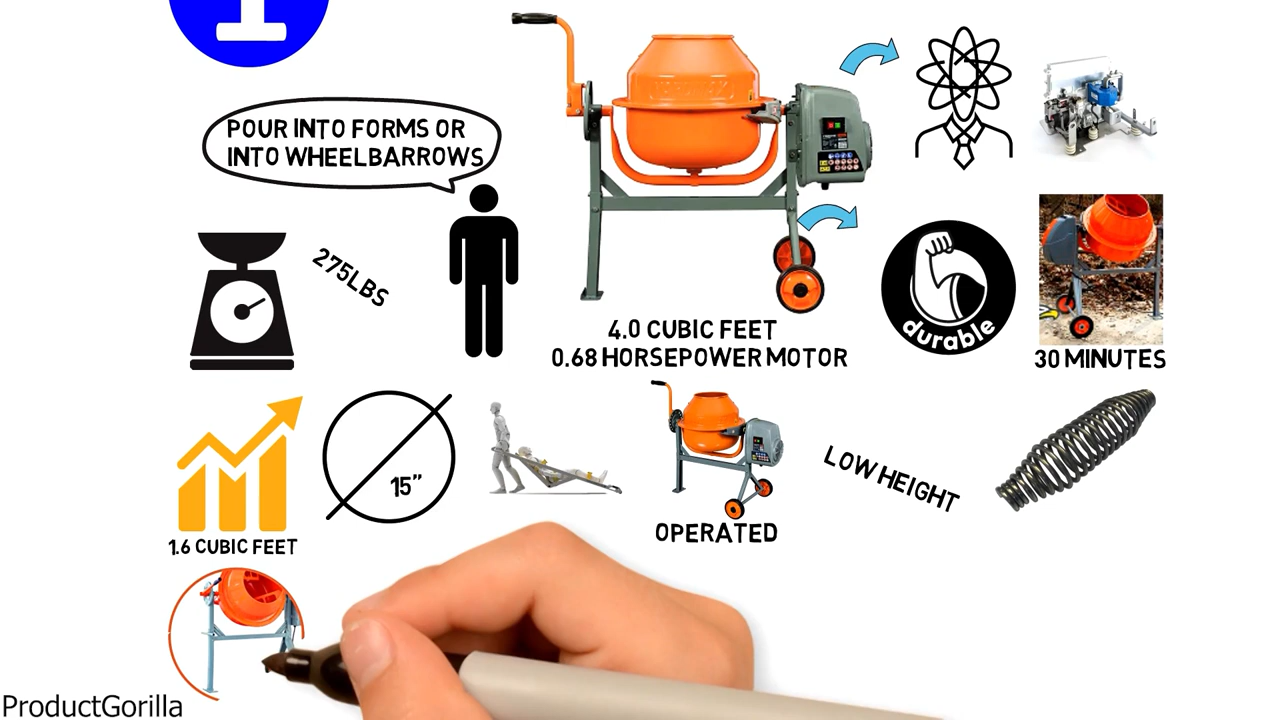 POUR INTO FORMS OR
INTO WHEELBARROWS
275LBS
4.0 CUBIC FEET
0.68 HORSEPOWER MOTOR
durable
30 MINUTES
1.6 CUBIC FEET
15”
OPERATED
LOW HEIGHT
ProductGorilla